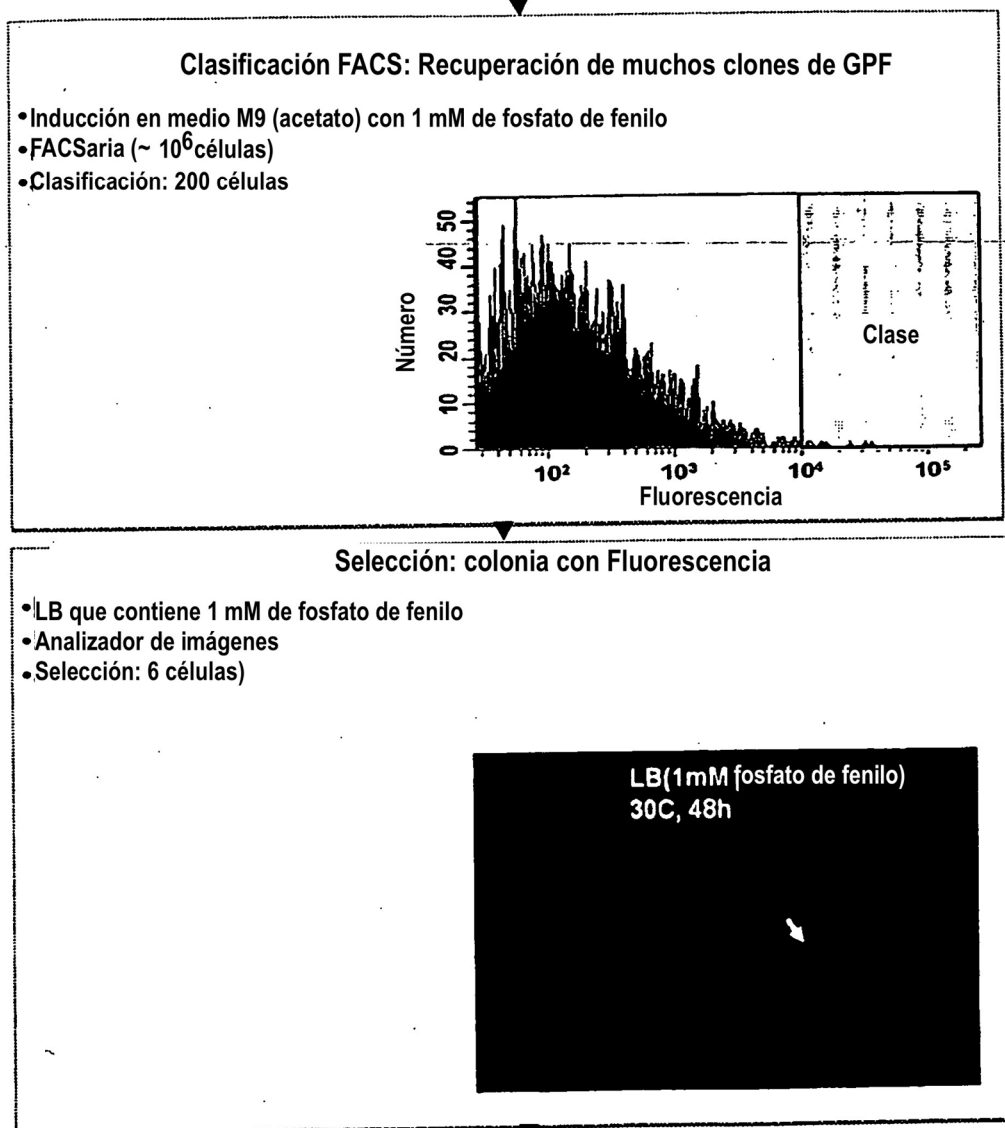 Clasificación FACS: Recuperación de muchos clones de GPF
•Inducción en medio M9 (acetato) con 1 mM de fosfato de fenilo
•FACSaria (~ 10⁶células)
•Clasificación: 200 células
50
40
30
20
10
0
Número
Clase
10² 10³ 10⁴ 10⁵
Fluorescencia
Selección: colonia con Fluorescencia
•LB que contiene 1 mM de fosfato de fenilo
•Analizador de imágenes
•Selección: 6 células)
LB(1mM fosfato de fenilo)
30C, 48h